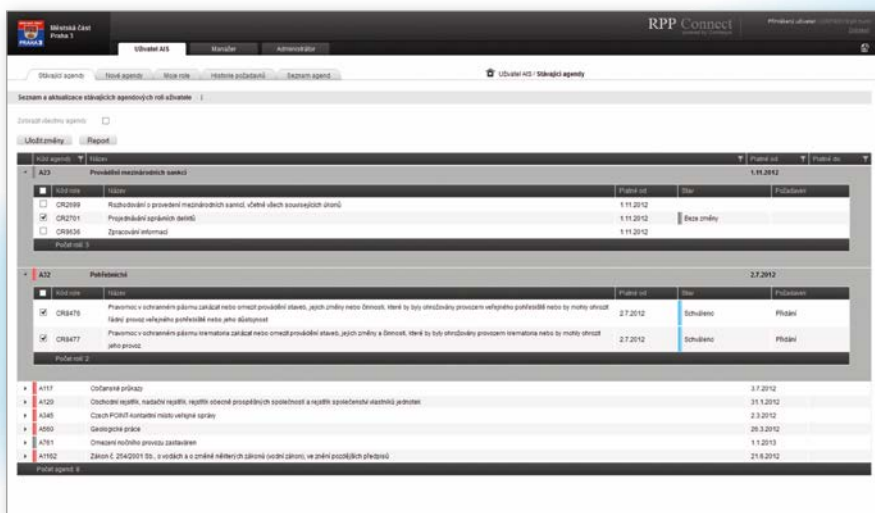 Městská část
Praha 3
PRAHA 3
RPP Connect
Přihlášený uživatel:
Uživatel AIS Manažer Administrátor
Stávající agendy Nové agendy Moje role Historie požadavků Seznam agend
Uživatel AIS / Stávající agendy
Seznam a aktualizace stávajících agendových rolí uživatele
Zobrazit všechny agendy
Uložit změny Report
Kód agendy Název Platné od Platné do
A23 Provádění mezinárodních sankcí 1.11.2012
Kód role Název Platné od Stav Požadavek
CR2699 Rozhodování o provedení mezinárodních sankcí, včetně všech souvisejících úkonů 1.11.2012
CR2701 Projednávání správních deliktů 1.11.2012 Beze změny
CR9636 Zpracování informací 1.11.2012
Počet rolí: 3
A32 Pohřebnictví 2.7.2012
Kód role Název Platné od Stav Požadavek
CR8476 Pravomoc v ochranném pásmu zakázat nebo omezit provádění staveb, jejich změny nebo činnosti, které by byly ohrožovány provozem veřejného pohřebiště nebo by mohly ohrozit
řádný provoz veřejného pohřebiště nebo jeho důstojnost 2.7.2012 Schváleno Přidání
CR8477 Pravomoc v ochranném pásmu krematoria zakázat nebo omezit provádění staveb, jejich změny a činnosti, které by byly ohrožovány provozem krematoria nebo by mohly ohrozit
jeho provoz 2.7.2012 Schváleno Přidání
Počet rolí: 2
A117 Občanské průkazy 3.7.2012
A120 Obchodní rejstřík, nadační rejstřík, rejstřík obecně prospěšných společností a rejstřík společenství vlastníků jednotek 31.1.2012
A345 Czech POINT-kontaktní místo veřejné správy 2.3.2012
A560 Geologické práce 26.3.2012
A761 Omezení nočního provozu zastaváren 1.1.2013
A1162 Zákon č. 254/2001 Sb., o vodách a o změně některých zákonů (vodní zákon), ve znění pozdějších předpisů 21.6.2012
Počet agend: 8